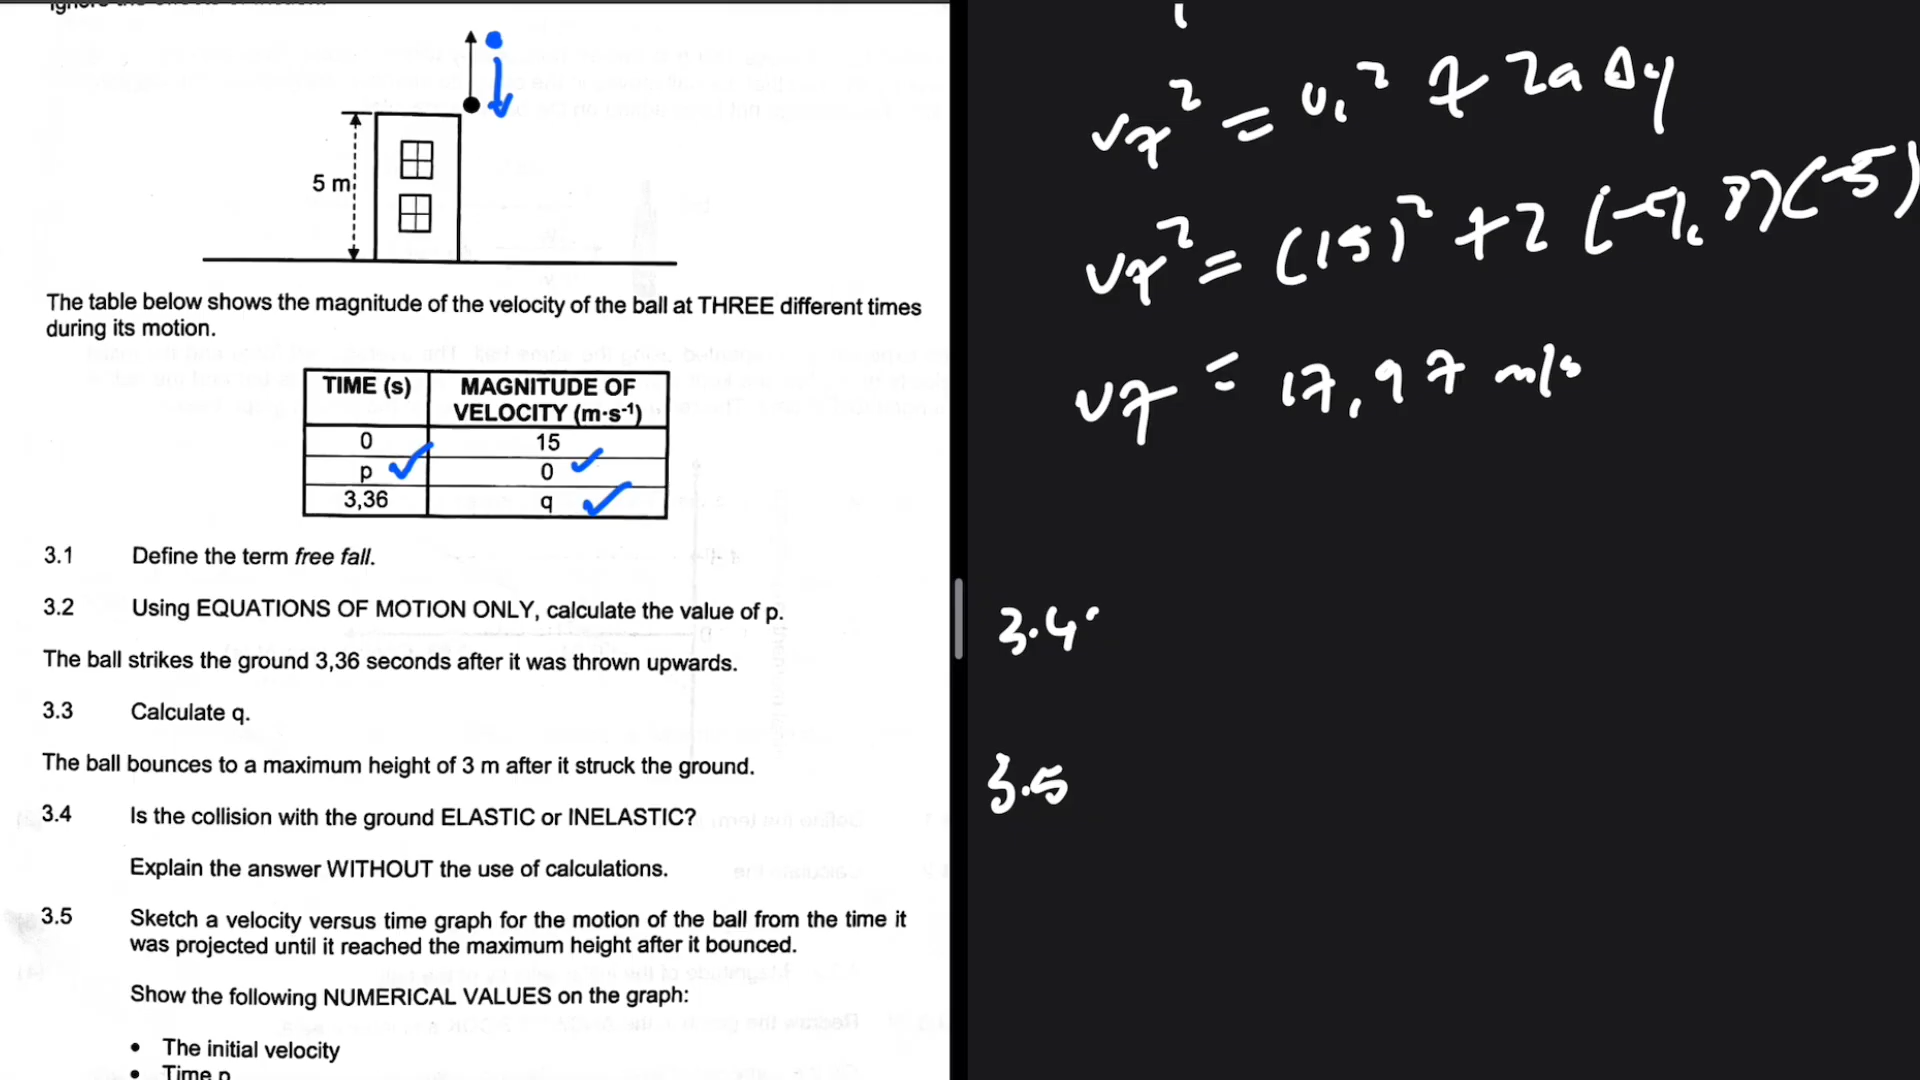 5 m
The table below shows the magnitude of the velocity of the ball at THREE different times
during its motion.
TIME (s) MAGNITUDE OF VELOCITY (m·s⁻¹)
0 15
p 0
3,36 q
3.1 Define the term free fall.
3.2 Using EQUATIONS OF MOTION ONLY, calculate the value of p.
The ball strikes the ground 3,36 seconds after it was thrown upwards.
3.3 Calculate q.
The ball bounces to a maximum height of 3 m after it struck the ground.
3.4 Is the collision with the ground ELASTIC or INELASTIC?
Explain the answer WITHOUT the use of calculations.
3.5 Sketch a velocity versus time graph for the motion of the ball from the time it
was projected until it reached the maximum height after it bounced.
Show the following NUMERICAL VALUES on the graph:
• The initial velocity
• Time p
vf² = vi² + 2aΔy
vf² = (15)² + 2(-9,8)(-5)
vf = 17,97 m/s
3.4
3.5